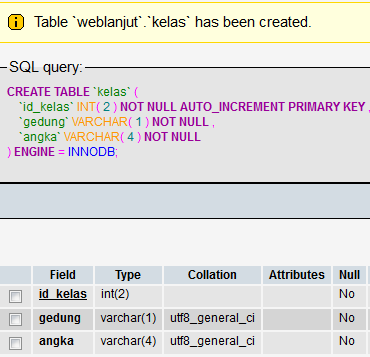 Table `weblanjut`.`kelas` has been created.
SQL query:
CREATE TABLE `kelas` (
`id_kelas` INT( 2 ) NOT NULL AUTO_INCREMENT PRIMARY KEY ,
`gedung` VARCHAR( 1 ) NOT NULL ,
`angka` VARCHAR( 4 ) NOT NULL
) ENGINE = INNODB;
Field Type Collation Attributes Null
id_kelas int(2) No
gedung varchar(1) utf8_general_ci No
angka varchar(4) utf8_general_ci No